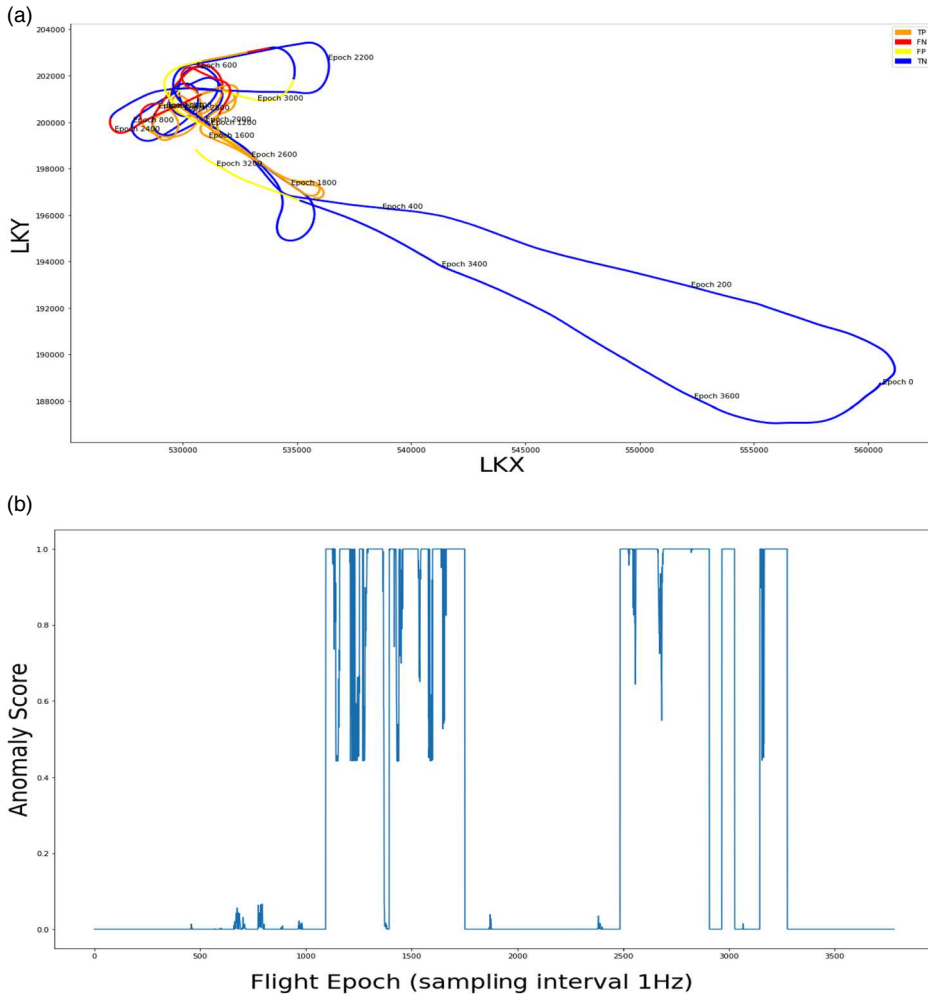 (a)
204000
202000
200000
198000
196000
194000
192000
190000
188000
LKY
TP
FN
FP
TN
Epoch 2200
Epoch 600
Epoch 3000
Epoch 800
Epoch 2400
Epoch 2000
Epoch 1200
Epoch 1600
Epoch 2600
Epoch 3200
Epoch 1800
Epoch 400
Epoch 3400
Epoch 200
Epoch 0
Epoch 3600
530000 535000 540000 545000 550000 555000 560000
LKX
(b)
1.0
0.8
0.6
0.4
0.2
0.0
Anomaly Score
0 500 1000 1500 2000 2500 3000 3500
Flight Epoch (sampling interval 1Hz)